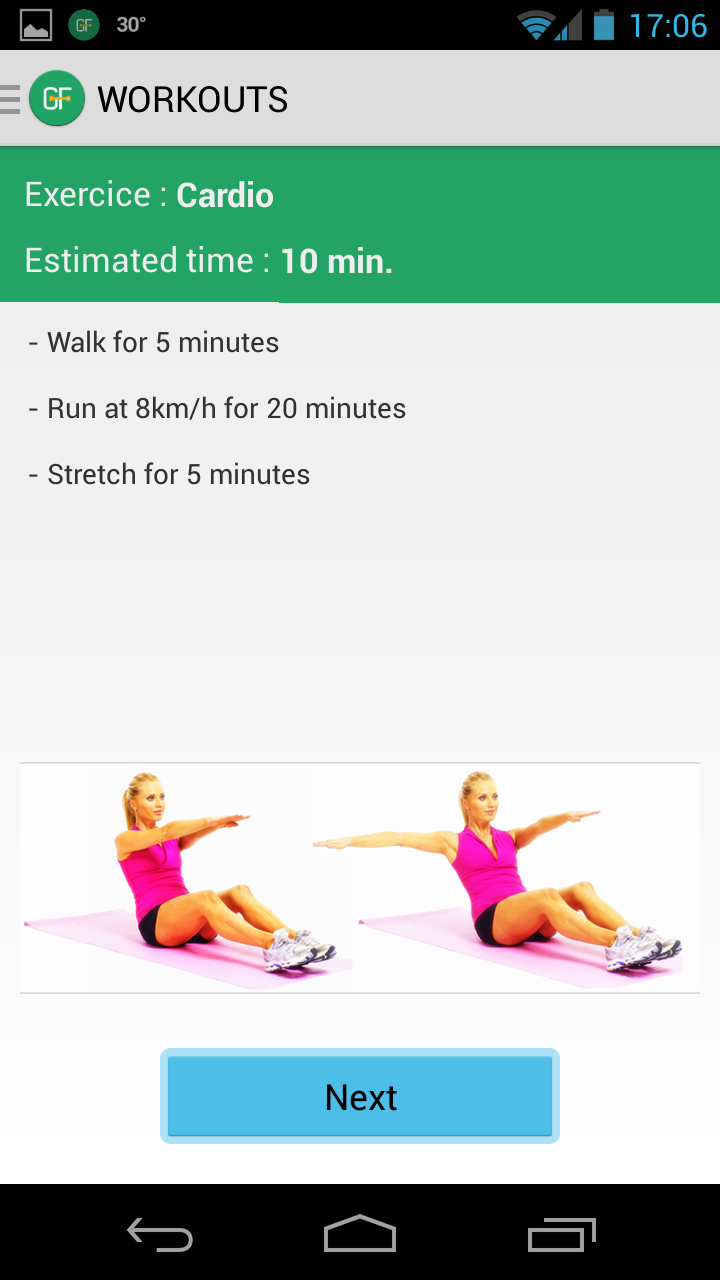 GF 30° 17:06
GF WORKOUTS
Exercice : Cardio
Estimated time : 10 min.
- Walk for 5 minutes
- Run at 8km/h for 20 minutes
- Stretch for 5 minutes
Next